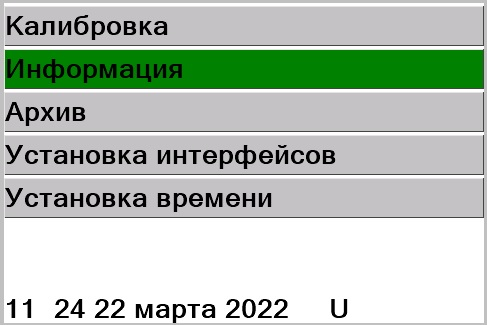 Калибровка
Информация
Архив
Установка интерфейсов
Установка времени
11 24 22 марта 2022 U